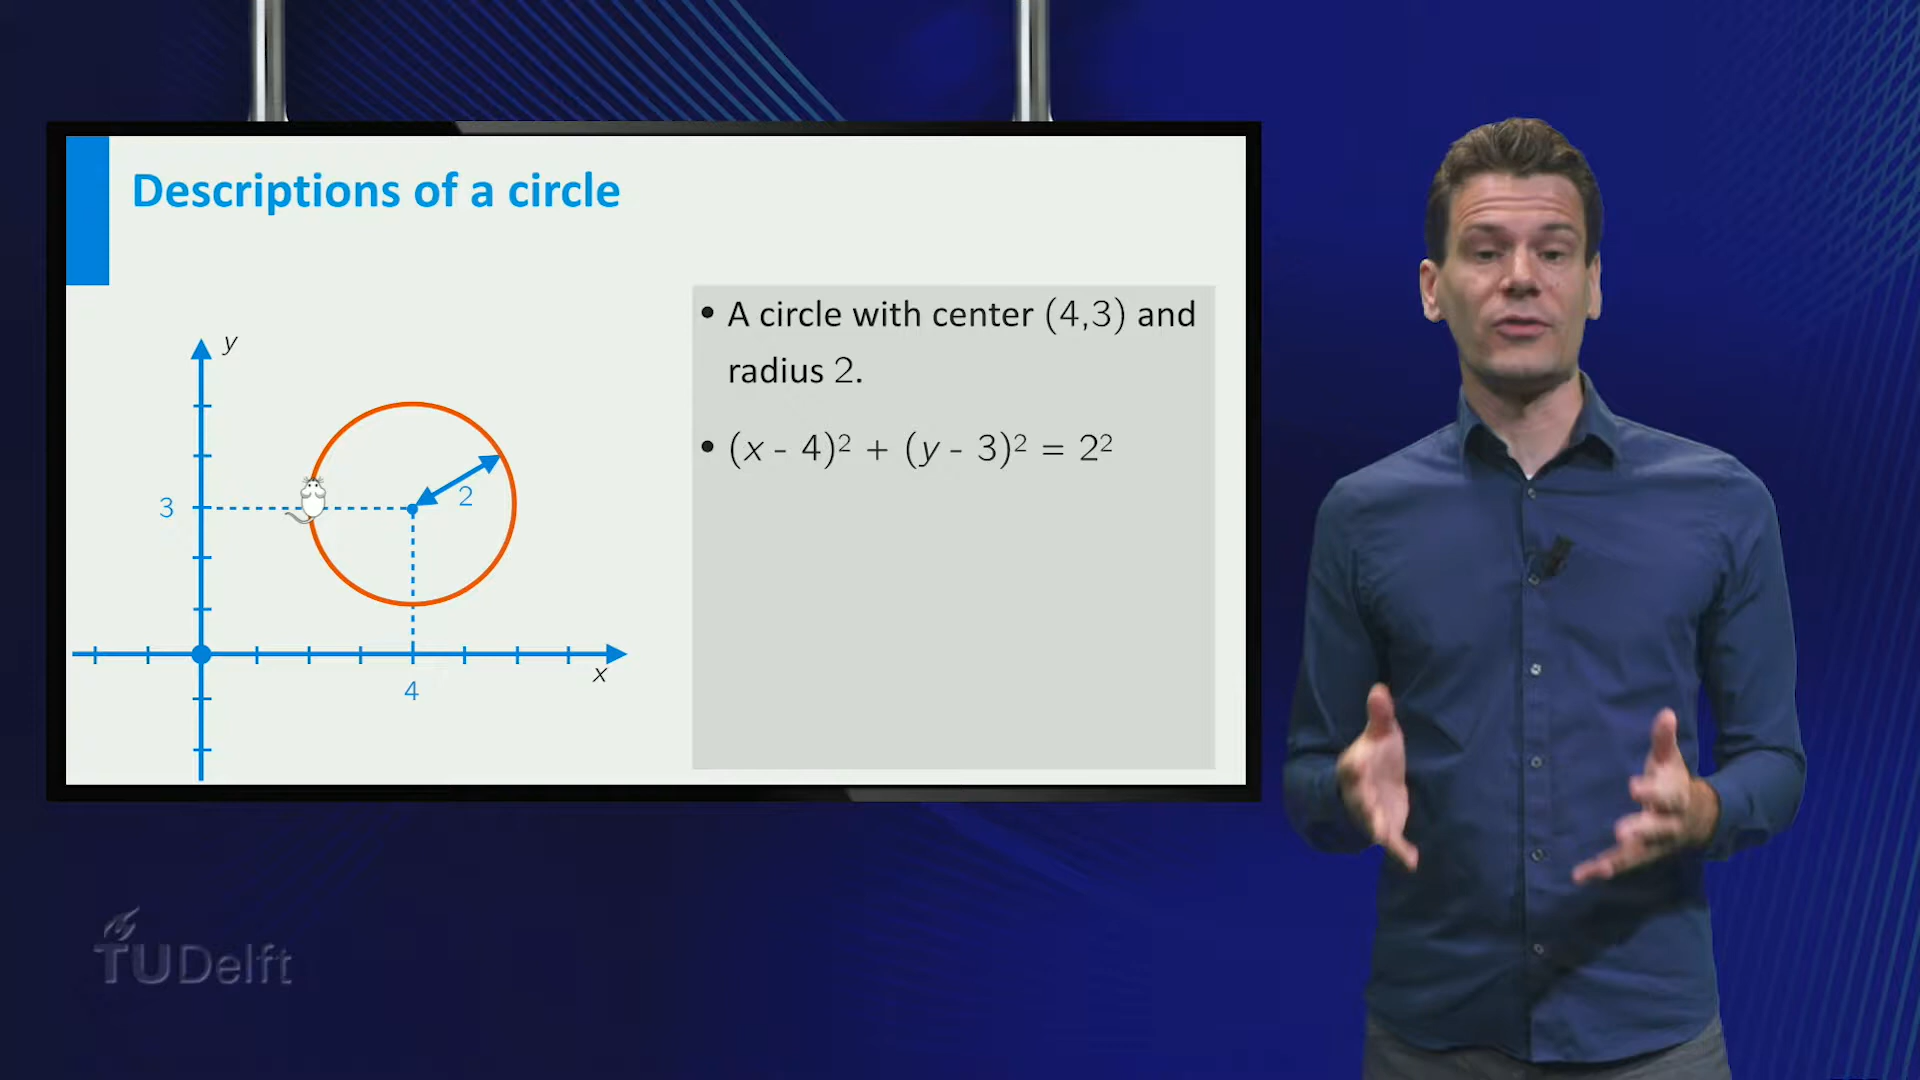 Descriptions of a circle
y
3
2
4
x
• A circle with center (4,3) and
radius 2.
• (x - 4)² + (y - 3)² = 2²
TUDelft